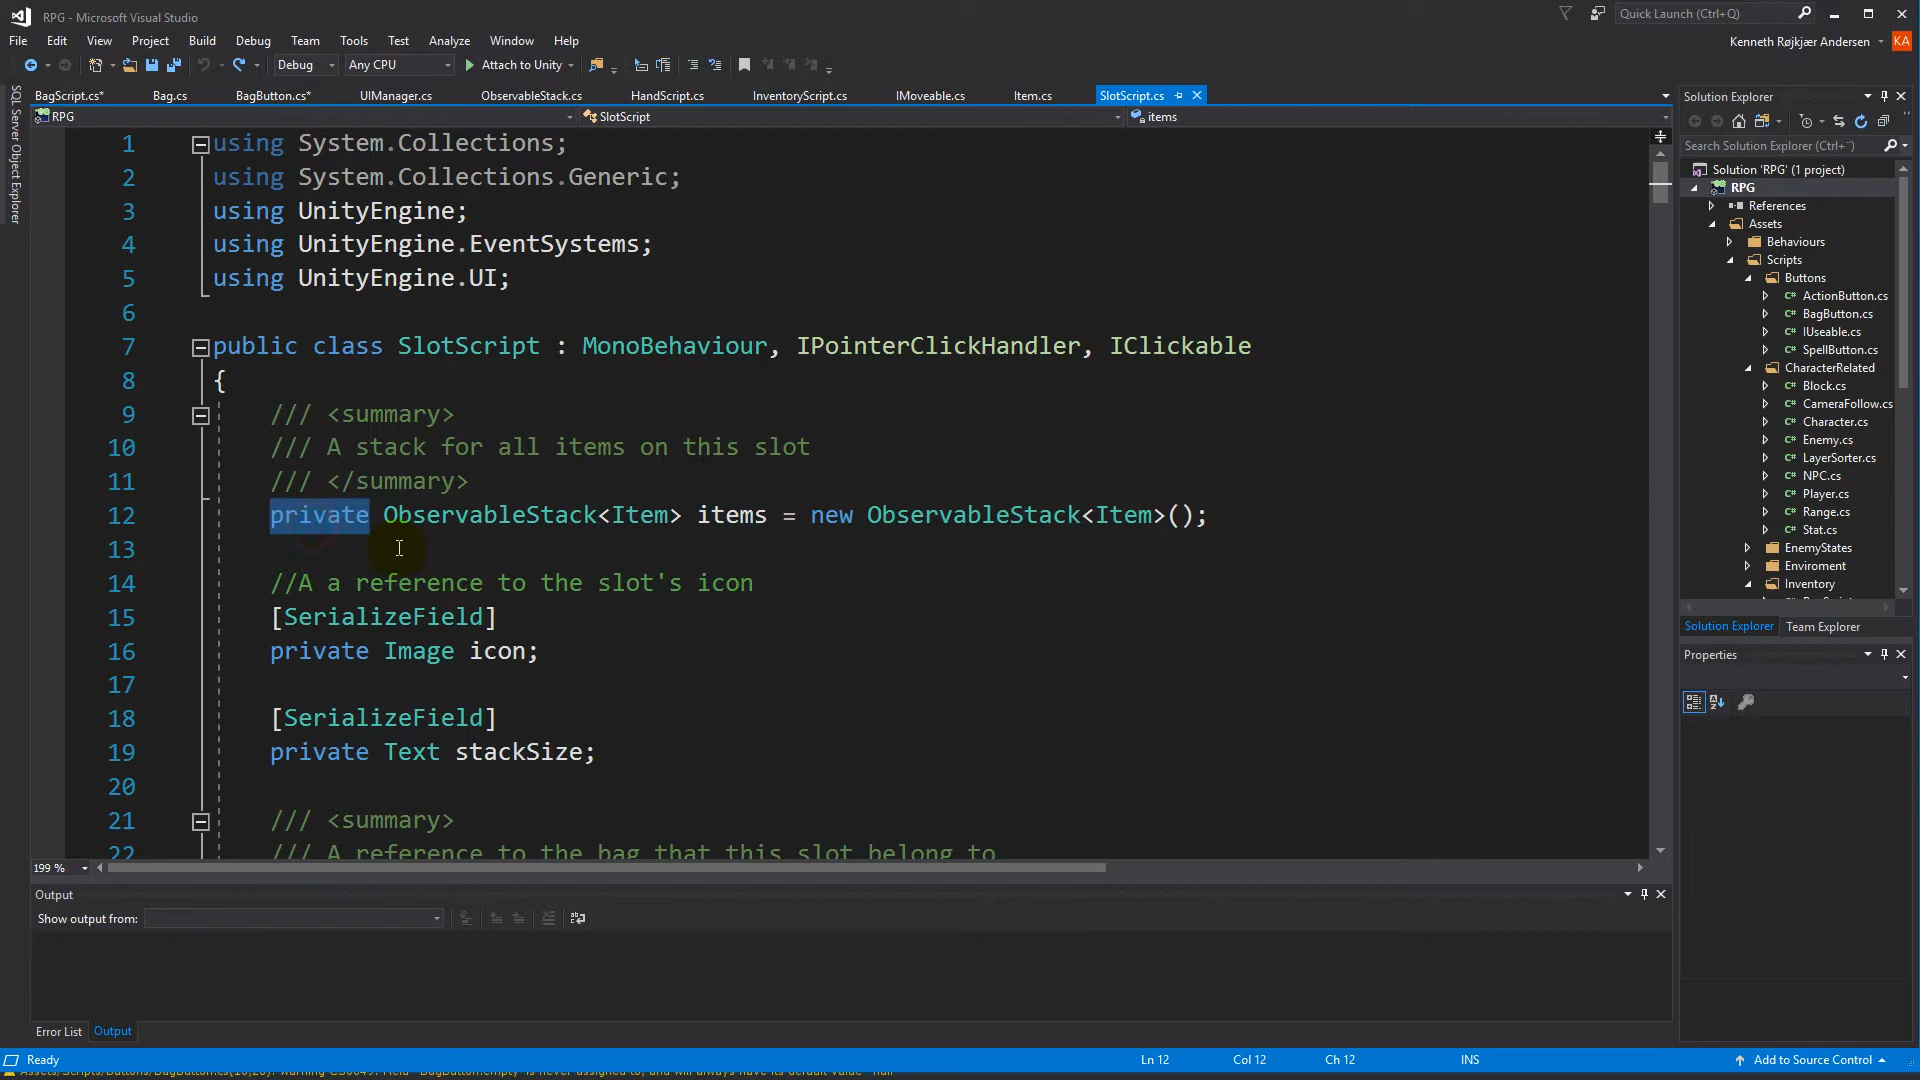 RPG - Microsoft Visual Studio
Quick Launch (Ctrl+Q)
File Edit View Project Build Debug Team Tools Test Analyze Window Help
Kenneth Røjkjær Andersen KA
Debug Any CPU Attach to Unity
SQL Server Object Explorer
BagScript.cs* Bag.cs BagButton.cs* UIManager.cs ObservableStack.cs HandScript.cs InventoryScript.cs IMoveable.cs Item.cs SlotScript.cs
RPG SlotScript items
1 using System.Collections;
2 using System.Collections.Generic;
3 using UnityEngine;
4 using UnityEngine.EventSystems;
5 using UnityEngine.UI;
6
7 public class SlotScript : MonoBehaviour, IPointerClickHandler, IClickable
8 {
9 /// <summary>
10 /// A stack for all items on this slot
11 /// </summary>
12 private ObservableStack<Item> items = new ObservableStack<Item>();
13
14 //A a reference to the slot's icon
15 [SerializeField]
16 private Image icon;
17
18 [SerializeField]
19 private Text stackSize;
20
21 /// <summary>
22 /// A reference to the bag that this slot belong to
199 %
Output
Show output from:
Error List Output
Solution Explorer
Search Solution Explorer (Ctrl+¨)
Solution 'RPG' (1 project)
RPG
References
Assets
Behaviours
Scripts
Buttons
C# ActionButton.cs
C# BagButton.cs
C# IUseable.cs
C# SpellButton.cs
CharacterRelated
C# Block.cs
C# CameraFollow.cs
C# Character.cs
C# Enemy.cs
C# LayerSorter.cs
C# NPC.cs
C# Player.cs
C# Range.cs
C# Stat.cs
EnemyStates
Enviroment
Inventory
Solution Explorer Team Explorer
Properties
Ready Ln 12 Col 12 Ch 12 INS Add to Source Control